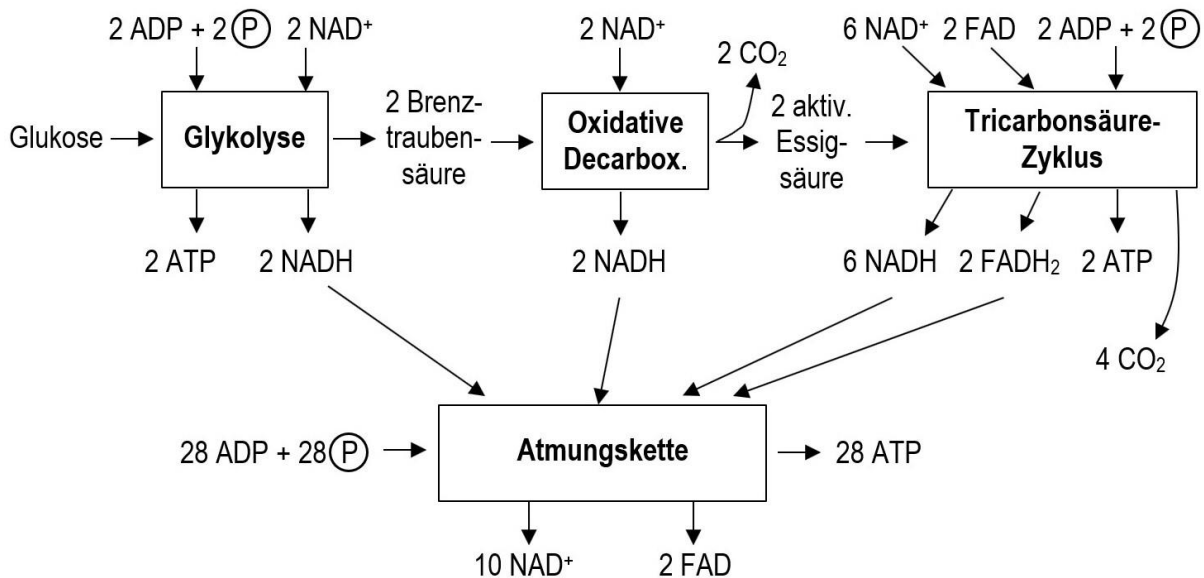 2 ADP + 2 Ⓟ 2 NAD⁺
2 NAD⁺
2 CO₂
6 NAD⁺ 2 FAD 2 ADP + 2 Ⓟ
Glukose
Glykolyse
2 Brenz-
trauben-
säure
Oxidative
Decarbox.
2 aktiv.
Essig-
säure
Tricarbonsäure-
Zyklus
2 ATP 2 NADH
2 NADH
6 NADH 2 FADH₂ 2 ATP
4 CO₂
28 ADP + 28 Ⓟ
Atmungskette
28 ATP
10 NAD⁺ 2 FAD